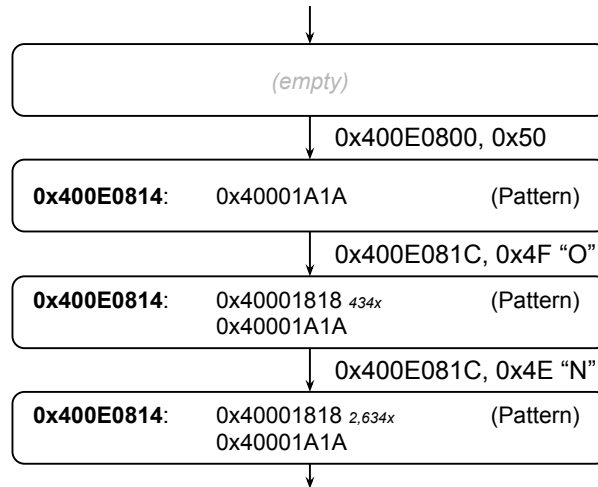 (empty)
0x400E0800, 0x50
0x400E0814: 0x40001A1A (Pattern)
0x400E081C, 0x4F “O”
0x400E0814: 0x40001818 434x (Pattern)
0x40001A1A
0x400E081C, 0x4E “N”
0x400E0814: 0x40001818 2,634x (Pattern)
0x40001A1A